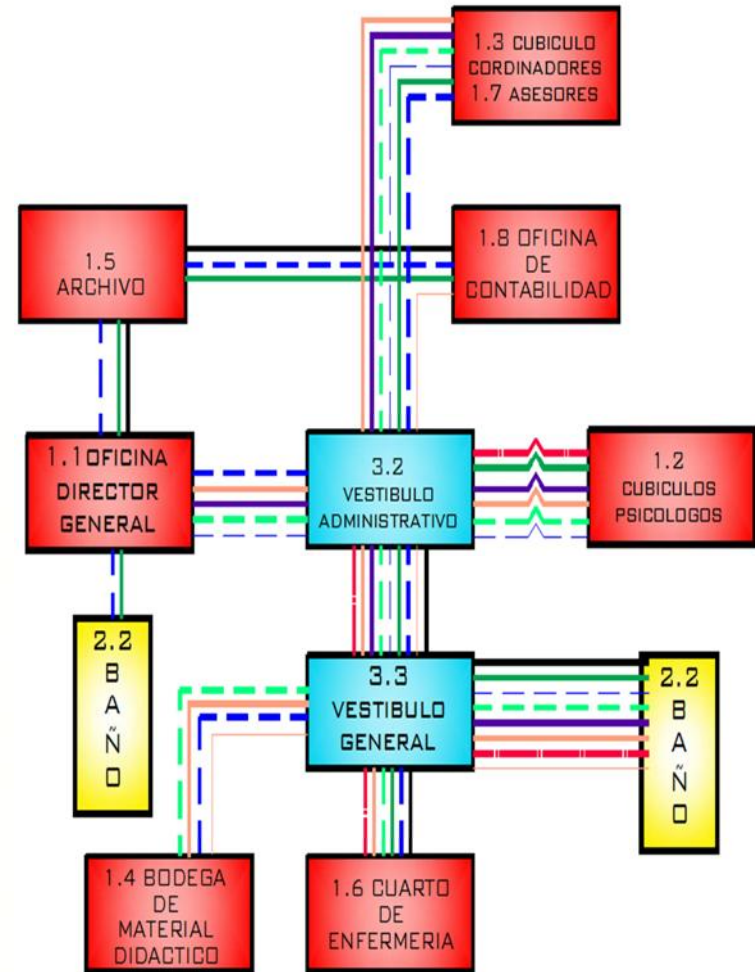 1.3 CUBICULO
CORDINADORES
1.7 ASESORES
1.5
ARCHIVO
1.8 OFICINA
DE
CONTABILIDAD
1.1 OFICINA
DIRECTOR
GENERAL
3.2
VESTIBULO
ADMINISTRATIVO
1.2
CUBICULOS
PSICOLOGOS
2.2
B
A
Ñ
O
3.3
VESTIBULO
GENERAL
2.2
B
A
Ñ
O
1.4 BODEGA
DE
MATERIAL
DIDACTICO
1.6 CUARTO
DE
ENFERMERIA